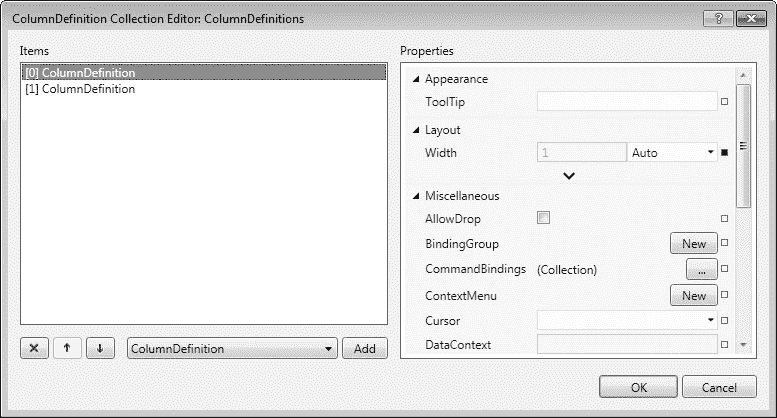 ColumnDefinition Collection Editor: ColumnDefinitions
?
Items
[0] ColumnDefinition
[1] ColumnDefinition
ColumnDefinition
Add
Properties
Appearance
ToolTip
Layout
Width 1 Auto
Miscellaneous
AllowDrop
BindingGroup New
CommandBindings (Collection) ...
ContextMenu New
Cursor
DataContext
OK Cancel